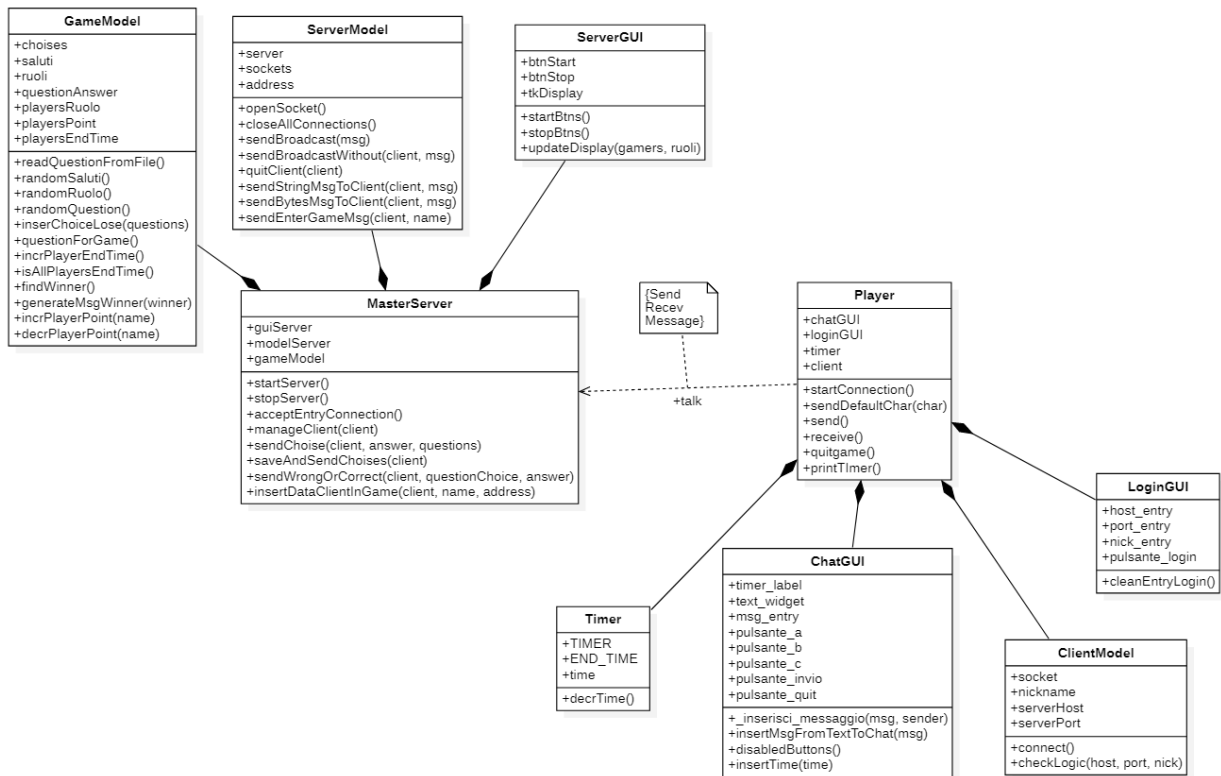 GameModel
+choises
+saluti
+ruoli
+questionAnswer
+playersRuolo
+playersPoint
+playersEndTime
+readQuestionFromFile()
+randomSaluti()
+randomRuolo()
+randomQuestion()
+inserChoiceLose(questions)
+questionForGame()
+incrPlayerEndTime()
+isAllPlayersEndTime()
+findWinner()
+generateMsgWinner(winner)
+incrPlayerPoint(name)
+decrPlayerPoint(name)
ServerModel
+server
+sockets
+address
+openSocket()
+closeAllConnections()
+sendBroadcast(msg)
+sendBroadcastWithout(client, msg)
+quitClient(client)
+sendStringMsgToClient(client, msg)
+sendBytesMsgToClient(client, msg)
+sendEnterGameMsg(client, name)
ServerGUI
+btnStart
+btnStop
+tkDisplay
+startBtns()
+stopBtns()
+updateDisplay(gamers, ruoli)
MasterServer
+guiServer
+modelServer
+gameModel
+startServer()
+stopServer()
+acceptEntryConnection()
+manageClient(client)
+sendChoise(client, answer, questions)
+saveAndSendChoises(client)
+sendWrongOrCorrect(client, questionChoice, answer)
+insertDataClientInGame(client, name, address)
{Send
Recev
Message}
+talk
Player
+chatGUI
+loginGUI
+timer
+client
+startConnection()
+sendDefaultChar(char)
+send()
+receive()
+quitgame()
+printTImer()
LoginGUI
+host_entry
+port_entry
+nick_entry
+pulsante_login
+cleanEntryLogin()
Timer
+TIMER
+END_TIME
+time
+decrTime()
ChatGUI
+timer_label
+text_widget
+msg_entry
+pulsante_a
+pulsante_b
+pulsante_c
+pulsante_invio
+pulsante_quit
+_inserisci_messaggio(msg, sender)
+insertMsgFromTextToChat(msg)
+disabledButtons()
+insertTime(time)
ClientModel
+socket
+nickname
+serverHost
+serverPort
+connect()
+checkLogic(host, port, nick)